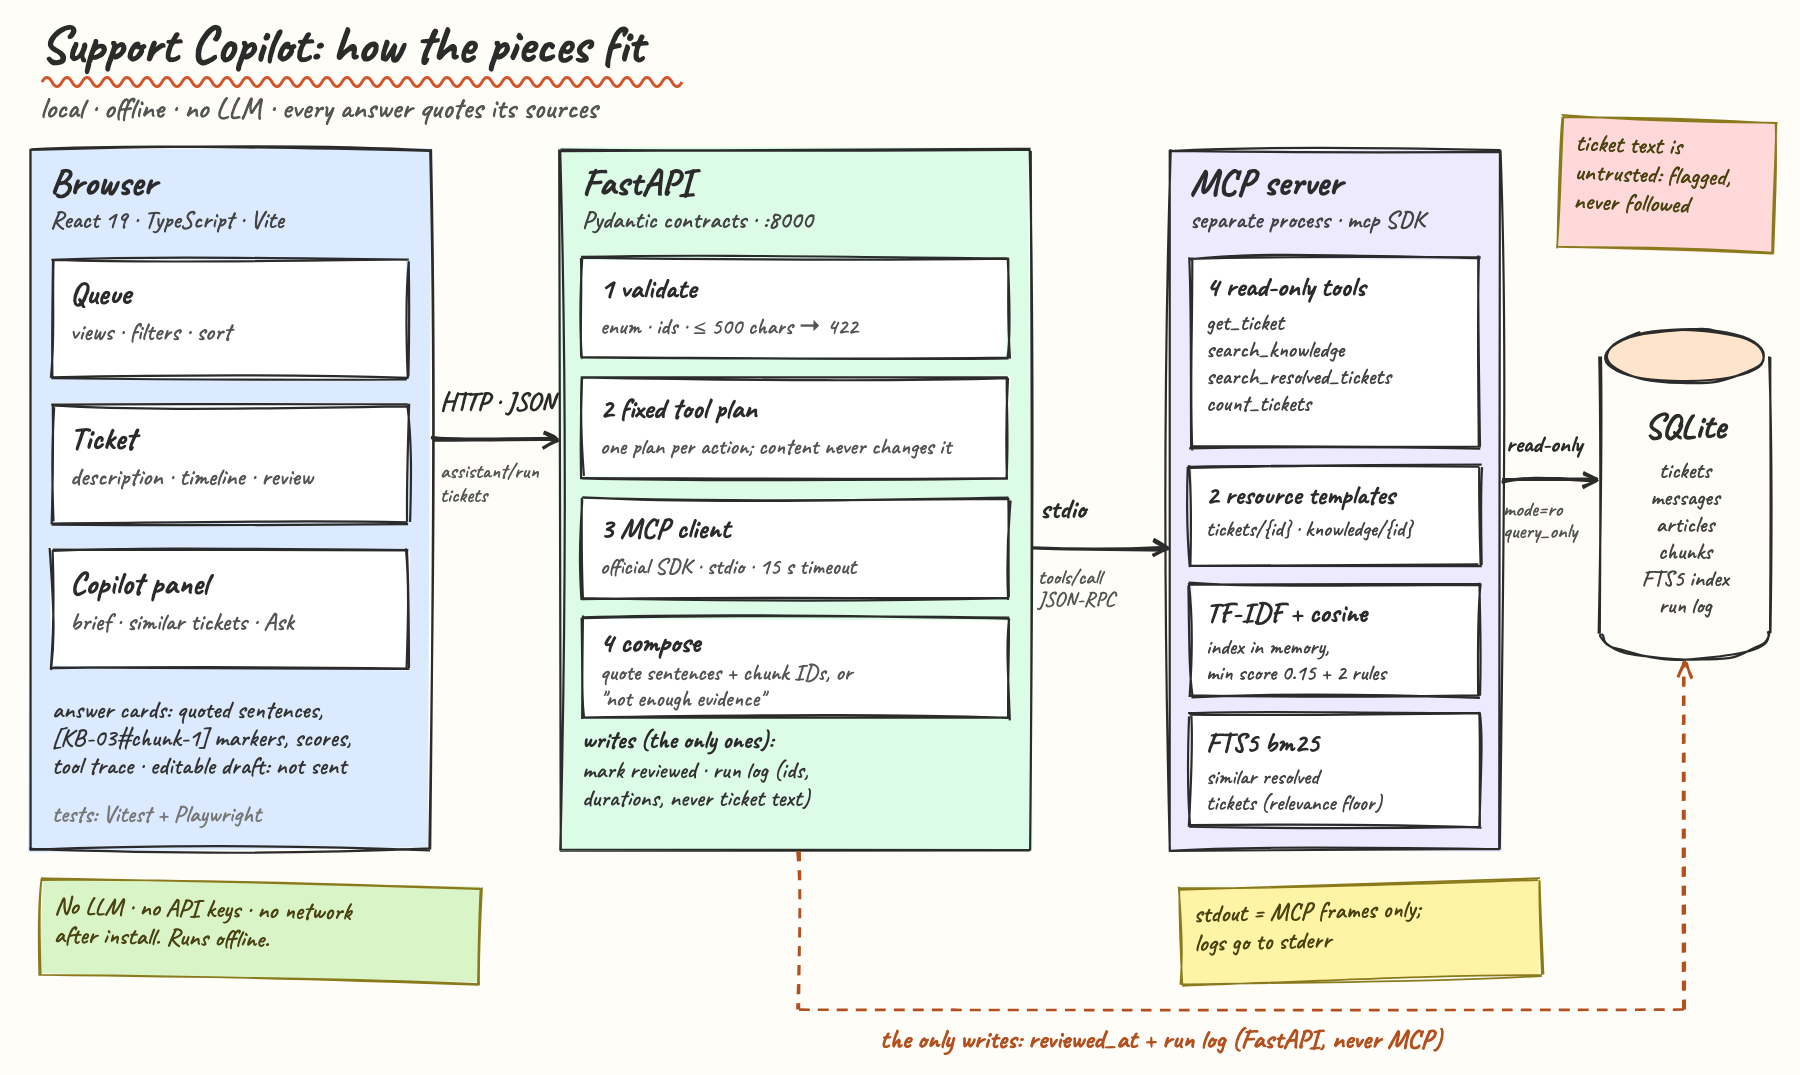 Support Copilot: how the pieces fit
local · offline · no LLM · every answer quotes its sources
Browser
React 19 · TypeScript · Vite
Queue
views · filters · sort
Ticket
description · timeline · review
Copilot panel
brief · similar tickets · Ask
answer cards: quoted sentences,
[KB-03#chunk-1] markers, scores,
tool trace · editable draft: not sent
tests: Vitest + Playwright
HTTP · JSON
assistant/run
tickets
FastAPI
Pydantic contracts · :8000
1 validate
enum · ids · ≤ 500 chars → 422
2 fixed tool plan
one plan per action; content never changes it
3 MCP client
official SDK · stdio · 15 s timeout
4 compose
quote sentences + chunk IDs, or
"not enough evidence"
writes (the only ones):
mark reviewed · run log (ids,
durations, never ticket text)
stdio
tools/call
JSON-RPC
MCP server
separate process · mcp SDK
4 read-only tools
get_ticket
search_knowledge
search_resolved_tickets
count_tickets
2 resource templates
tickets/{id} · knowledge/{id}
TF-IDF + cosine
index in memory,
min score 0.15 + 2 rules
FTS5 bm25
similar resolved
tickets (relevance floor)
read-only
mode=ro
query_only
ticket text is
untrusted: flagged,
never followed
SQLite
tickets
messages
articles
chunks
FTS5 index
run log
No LLM · no API keys · no network
after install. Runs offline.
stdout = MCP frames only;
logs go to stderr
the only writes: reviewed_at + run log (FastAPI, never MCP)